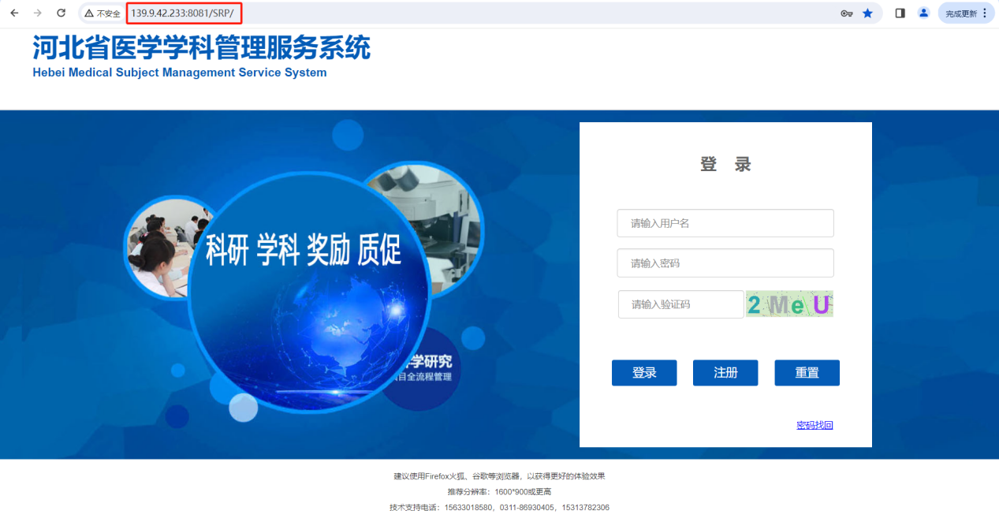 不安全 139.9.42.233:8081/SRP/ 完成更新
河北省医学学科管理服务系统
Hebei Medical Subject Management Service System
登 录
请输入用户名
科研 学科 奖励 质促
请输入密码
请输入验证码 2MeU
学研究
目全流程管理
登录 注册 重置
密码找回
建议使用Firefox火狐、谷歌等浏览器，以获得更好的体验效果
推荐分辨率：1600*900或更高
技术支持电话：15633018580，0311-86930405，15313782306